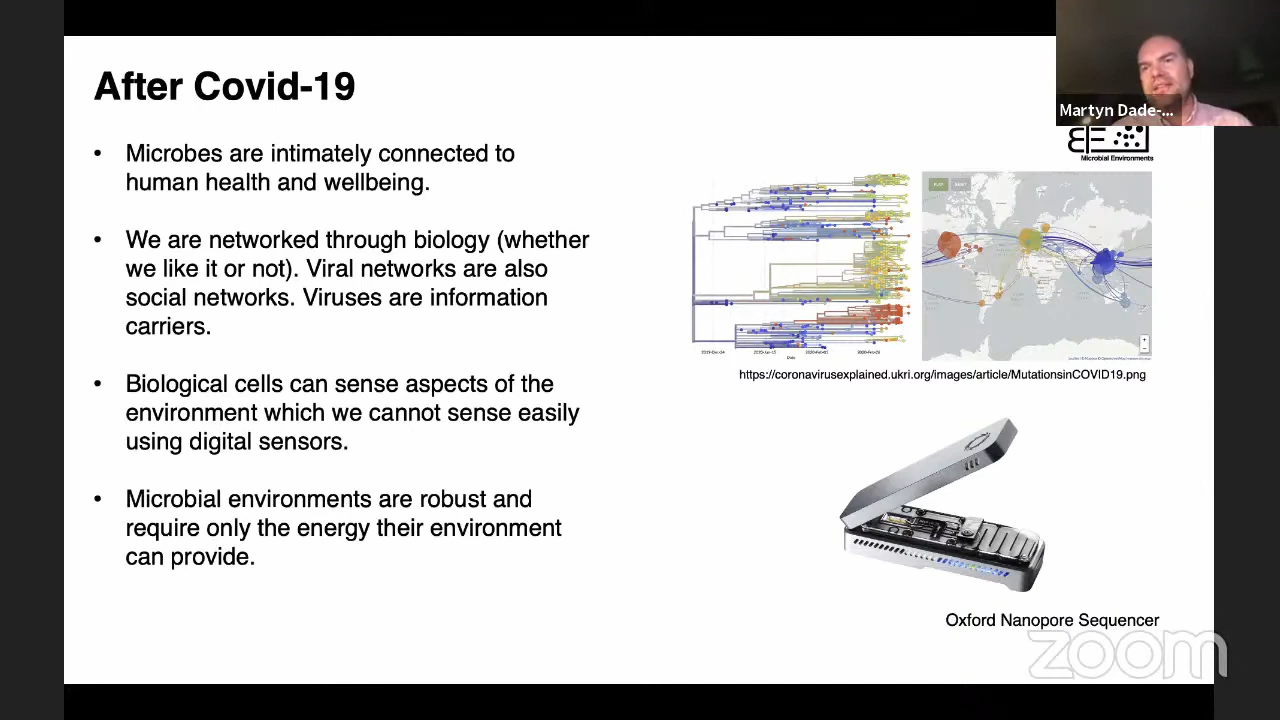 After Covid-19
Martyn Dade-...
Microbial Environments
• Microbes are intimately connected to
human health and wellbeing.
• We are networked through biology (whether
we like it or not). Viral networks are also
social networks. Viruses are information
carriers.
• Biological cells can sense aspects of the
environment which we cannot sense easily
using digital sensors.
• Microbial environments are robust and
require only the energy their environment
can provide.
Date
https://coronavirusexplained.ukri.org/images/article/MutationsinCOVID19.png
Oxford Nanopore Sequencer
zoom